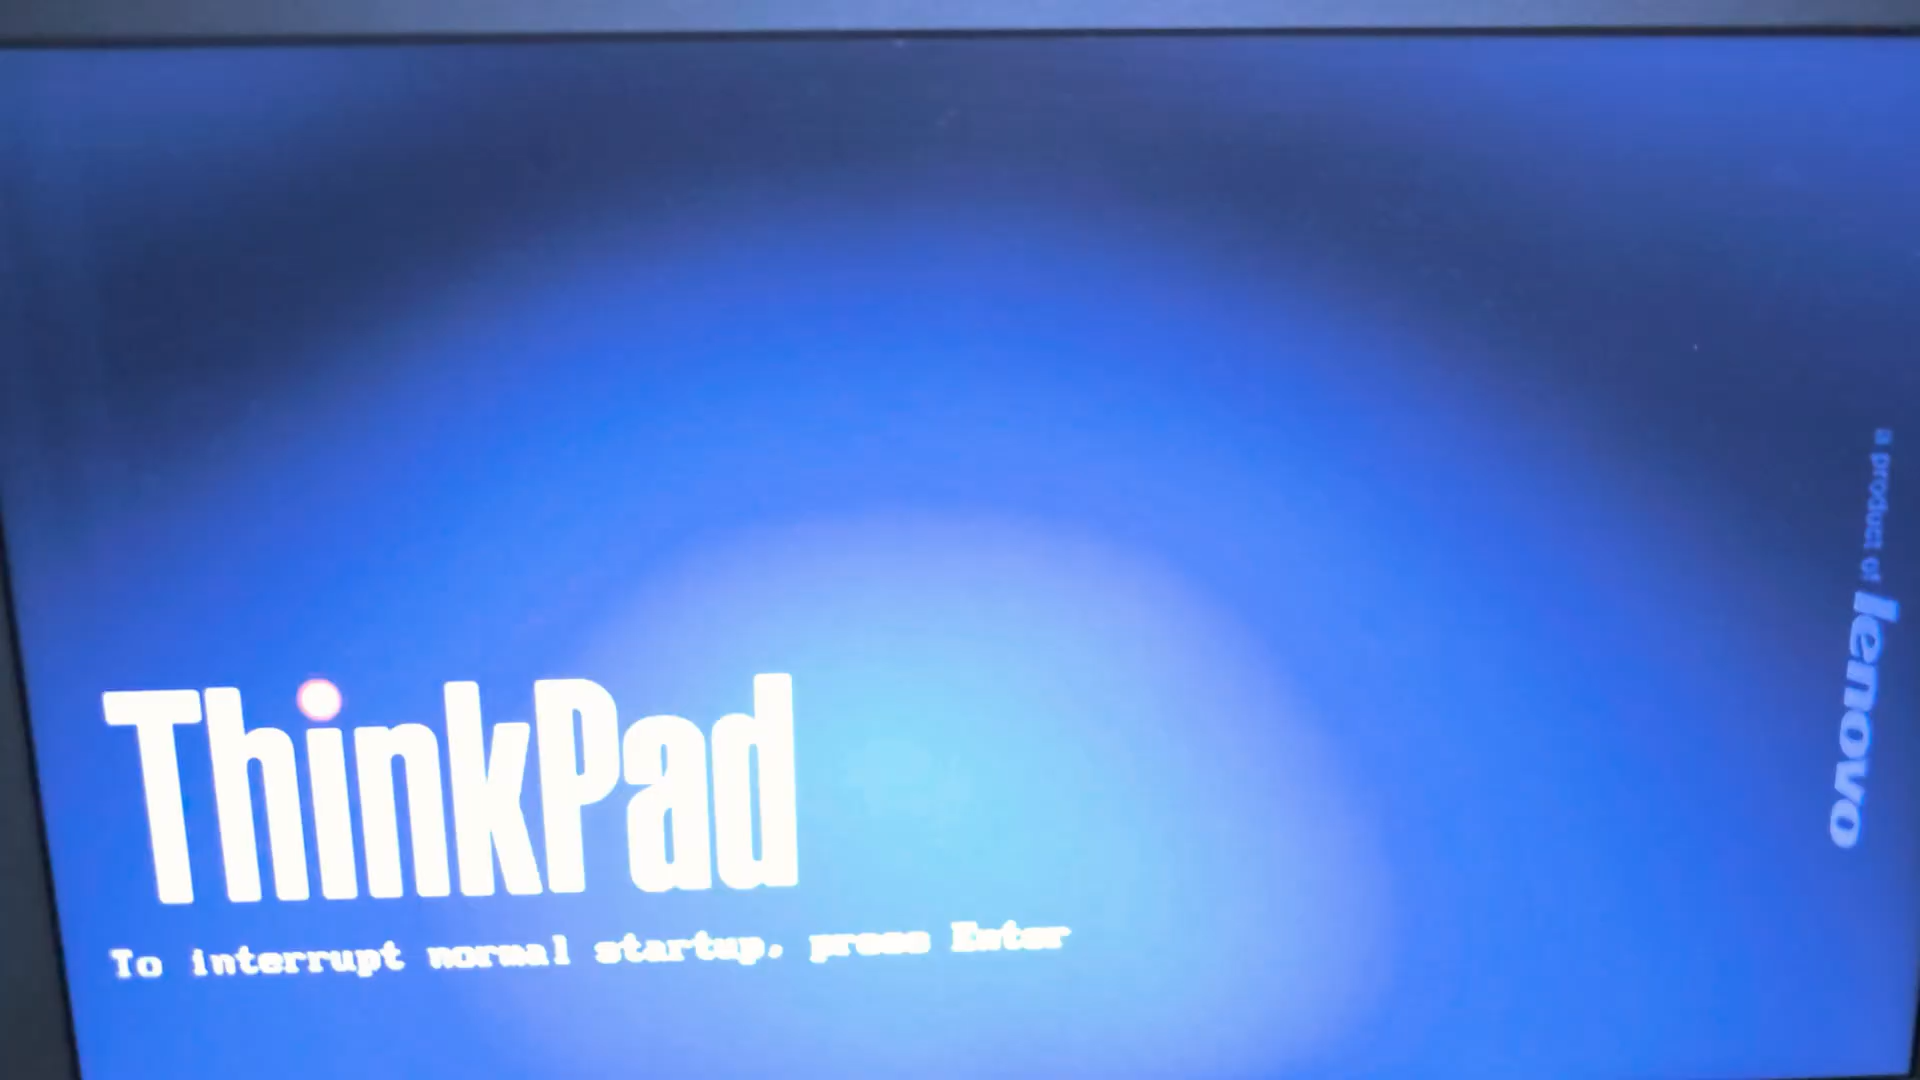 ThinkPad
To interrupt normal startup, press Enter
a product of lenovo